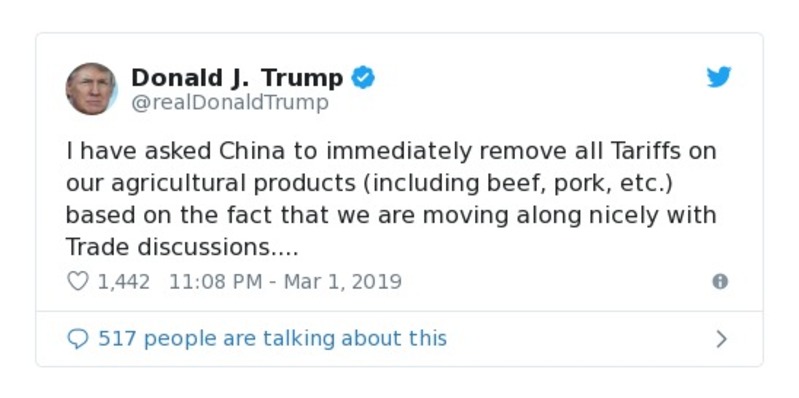 Donald J. Trump
@realDonaldTrump
I have asked China to immediately remove all Tariffs on
our agricultural products (including beef, pork, etc.)
based on the fact that we are moving along nicely with
Trade discussions....
1,442 11:08 PM - Mar 1, 2019
517 people are talking about this